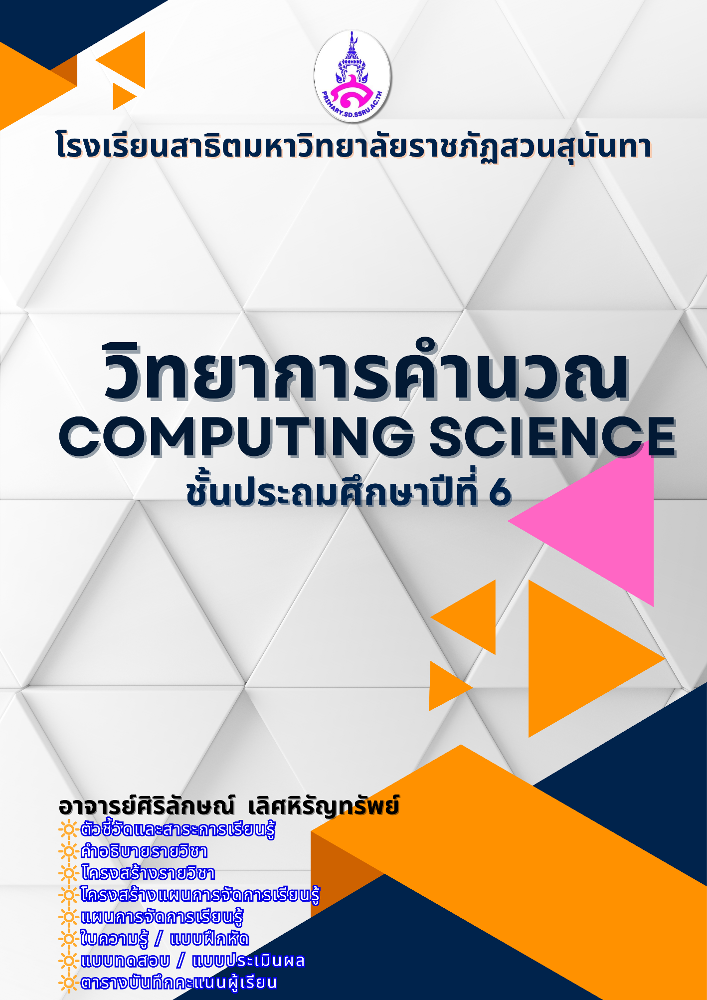 PRIMARY.SD.SSRU.AC.TH
โรงเรียนสาธิตมหาวิทยาลัยราชภัฏสวนสุนันทา
วิทยาการคำนวณ
COMPUTING SCIENCE
ชั้นประถมศึกษาปีที่ 6
อาจารย์ศิริลักษณ์ เลิศหิรัญทรัพย์
ตัวชี้วัดและสาระการเรียนรู้
คำอธิบายรายวิชา
โครงสร้างรายวิชา
โครงสร้างแผนการจัดการเรียนรู้
แผนการจัดการเรียนรู้
ใบความรู้ / แบบฝึกหัด
แบบทดสอบ / แบบประเมินผล
ตารางบันทึกคะแนนผู้เรียน